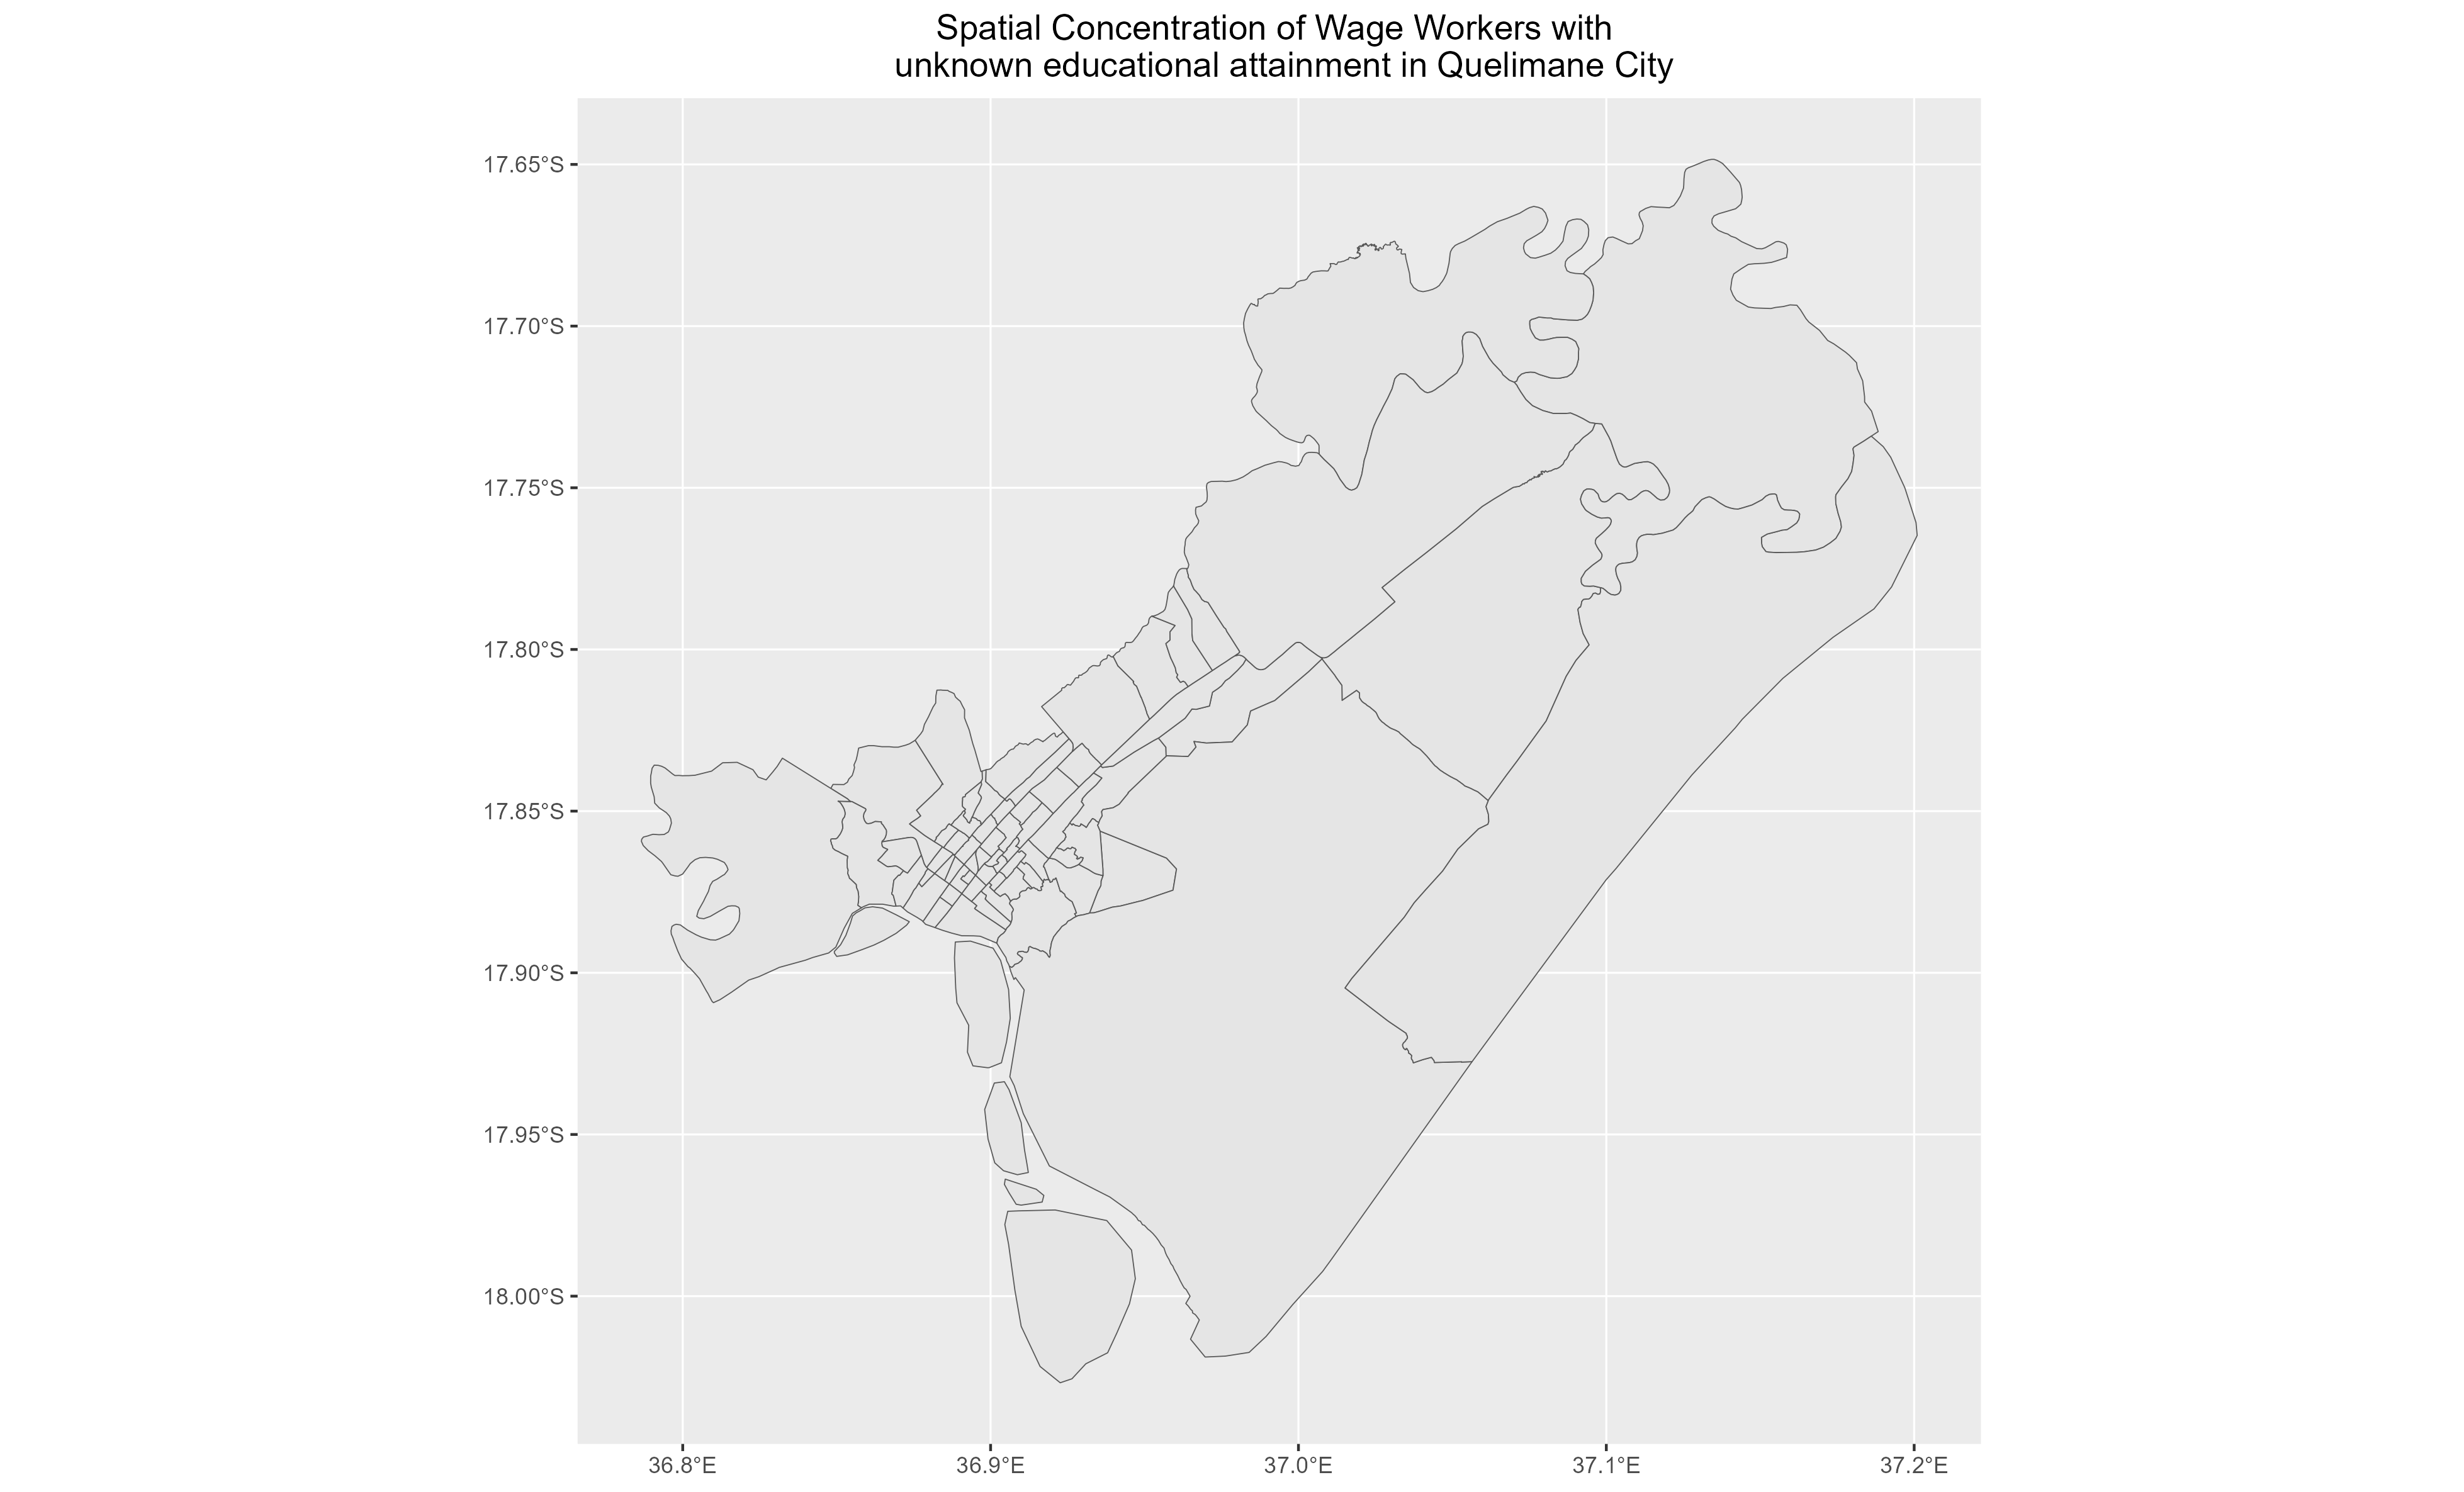 Spatial Concentration of Wage Workers with
unknown educational attainment in Quelimane City
17.65°S
17.70°S
17.75°S
17.80°S
17.85°S
17.90°S
17.95°S
18.00°S
36.8°E
36.9°E
37.0°E
37.1°E
37.2°E